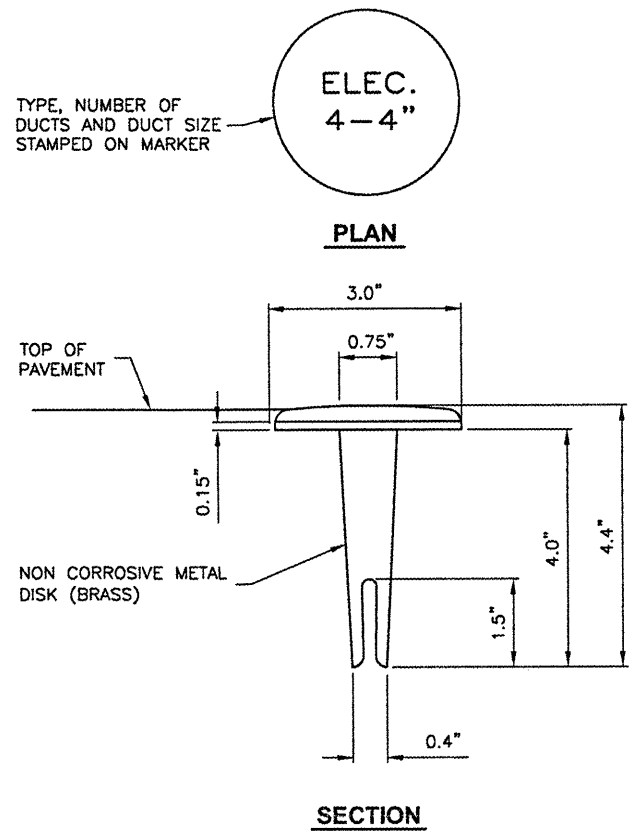 ELEC.
4-4"
TYPE, NUMBER OF
DUCTS AND DUCT SIZE
STAMPED ON MARKER
PLAN
3.0"
0.75"
TOP OF
PAVEMENT
0.15"
4.0"
4.4"
NON CORROSIVE METAL
DISK (BRASS)
1.5"
0.4"
SECTION